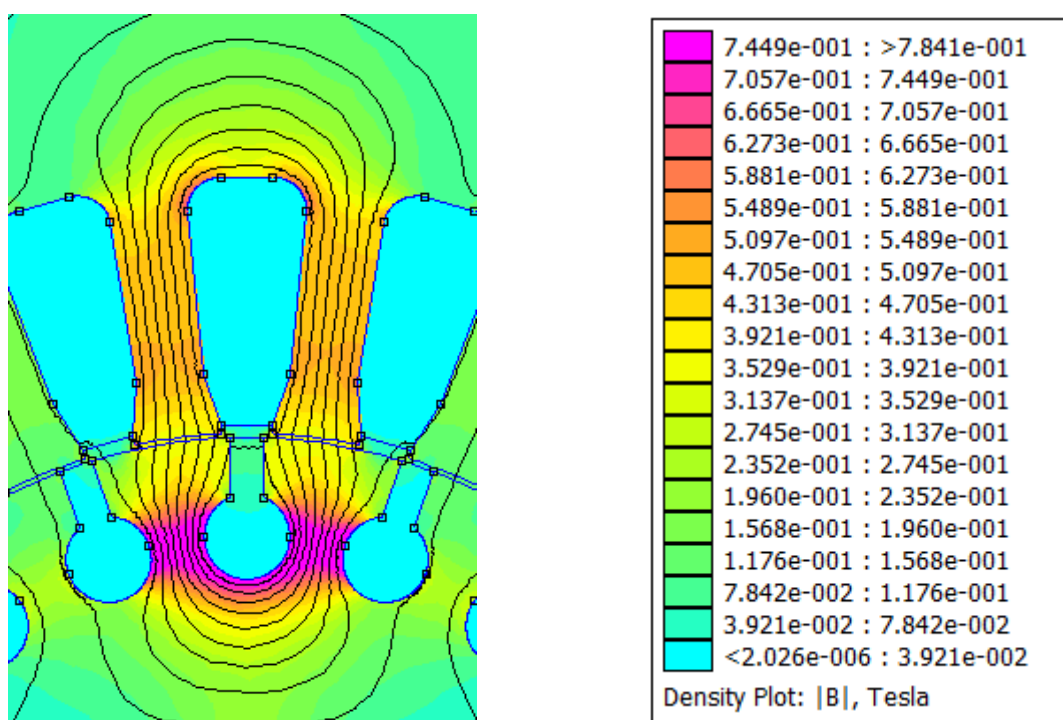 7.449e-001 : >7.841e-001
7.057e-001 : 7.449e-001
6.665e-001 : 7.057e-001
6.273e-001 : 6.665e-001
5.881e-001 : 6.273e-001
5.489e-001 : 5.881e-001
5.097e-001 : 5.489e-001
4.705e-001 : 5.097e-001
4.313e-001 : 4.705e-001
3.921e-001 : 4.313e-001
3.529e-001 : 3.921e-001
3.137e-001 : 3.529e-001
2.745e-001 : 3.137e-001
2.352e-001 : 2.745e-001
1.960e-001 : 2.352e-001
1.568e-001 : 1.960e-001
1.176e-001 : 1.568e-001
7.842e-002 : 1.176e-001
3.921e-002 : 7.842e-002
<2.026e-006 : 3.921e-002
Density Plot: |B|, Tesla